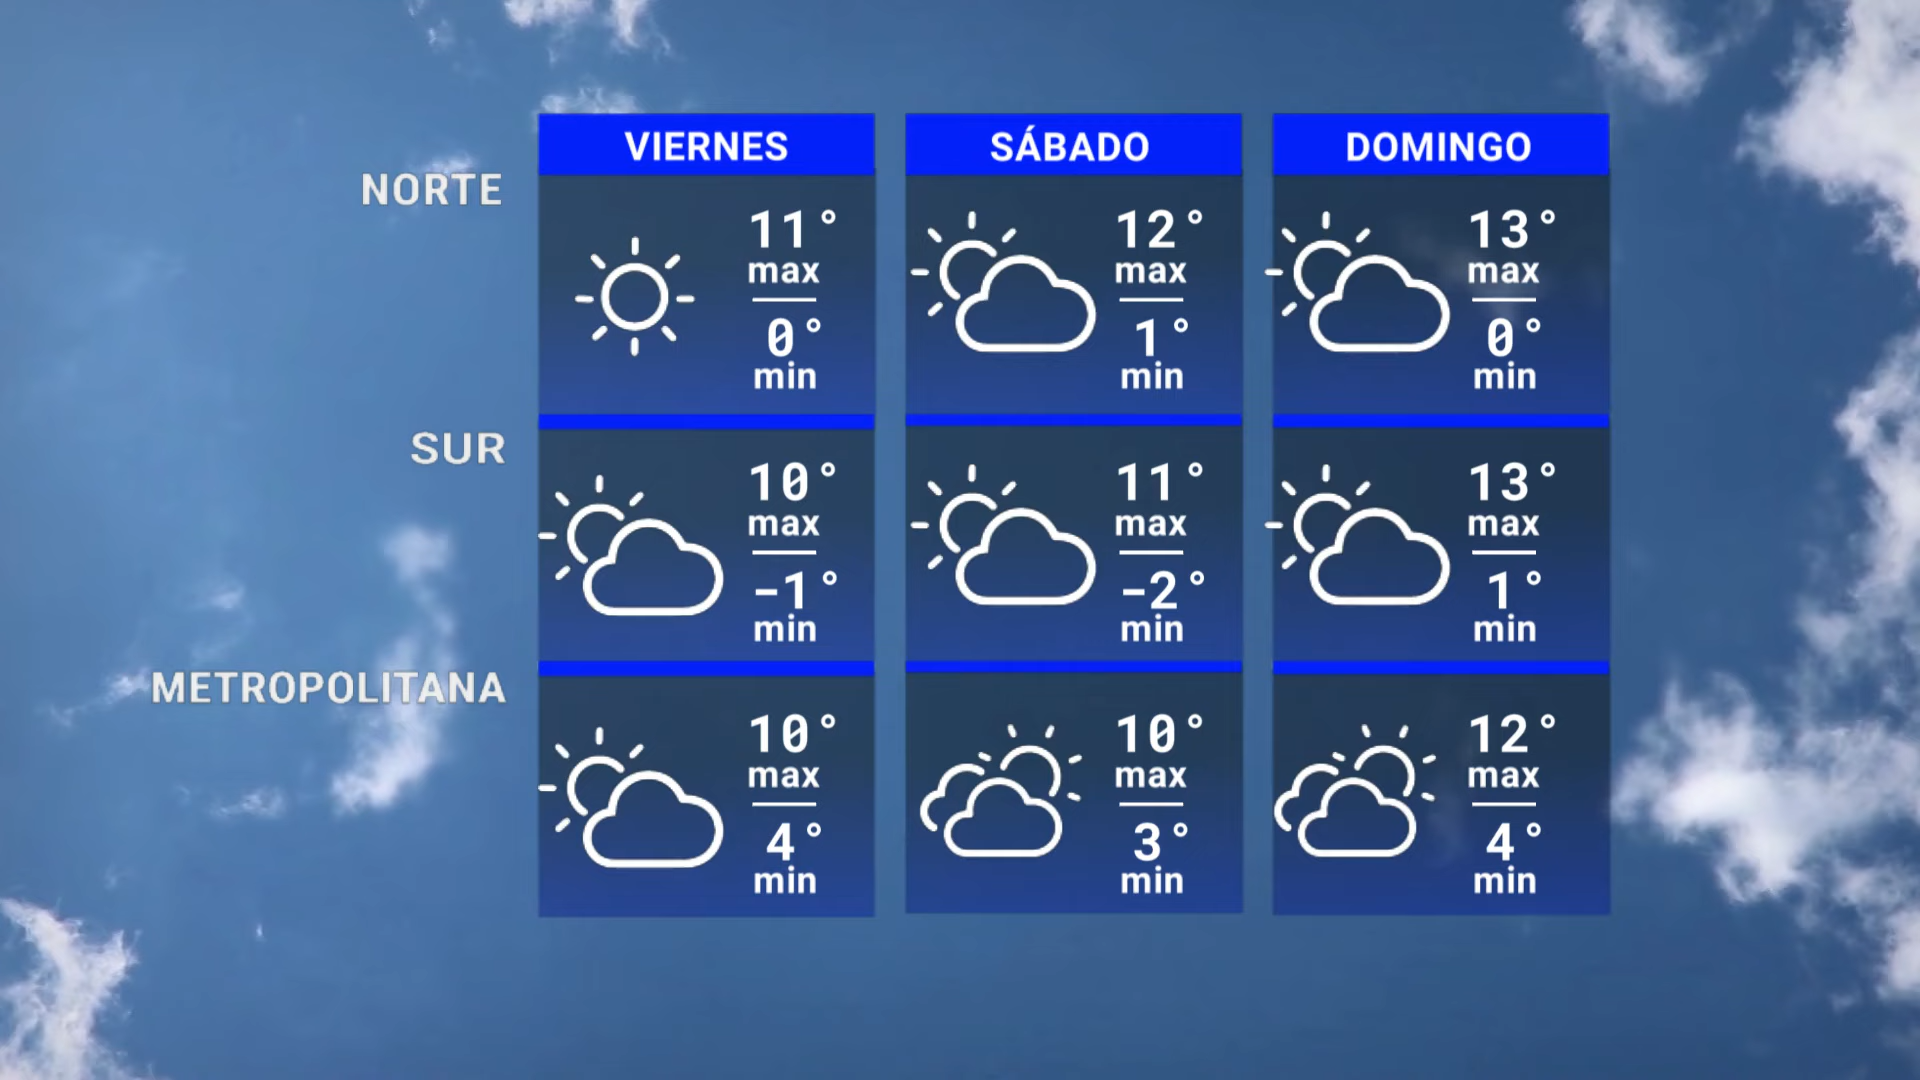 VIERNES
SÁBADO
DOMINGO
NORTE
11°
max
0°
min
12°
max
1°
min
13°
max
0°
min
SUR
10°
max
-1°
min
11°
max
-2°
min
13°
max
1°
min
METROPOLITANA
10°
max
4°
min
10°
max
3°
min
12°
max
4°
min